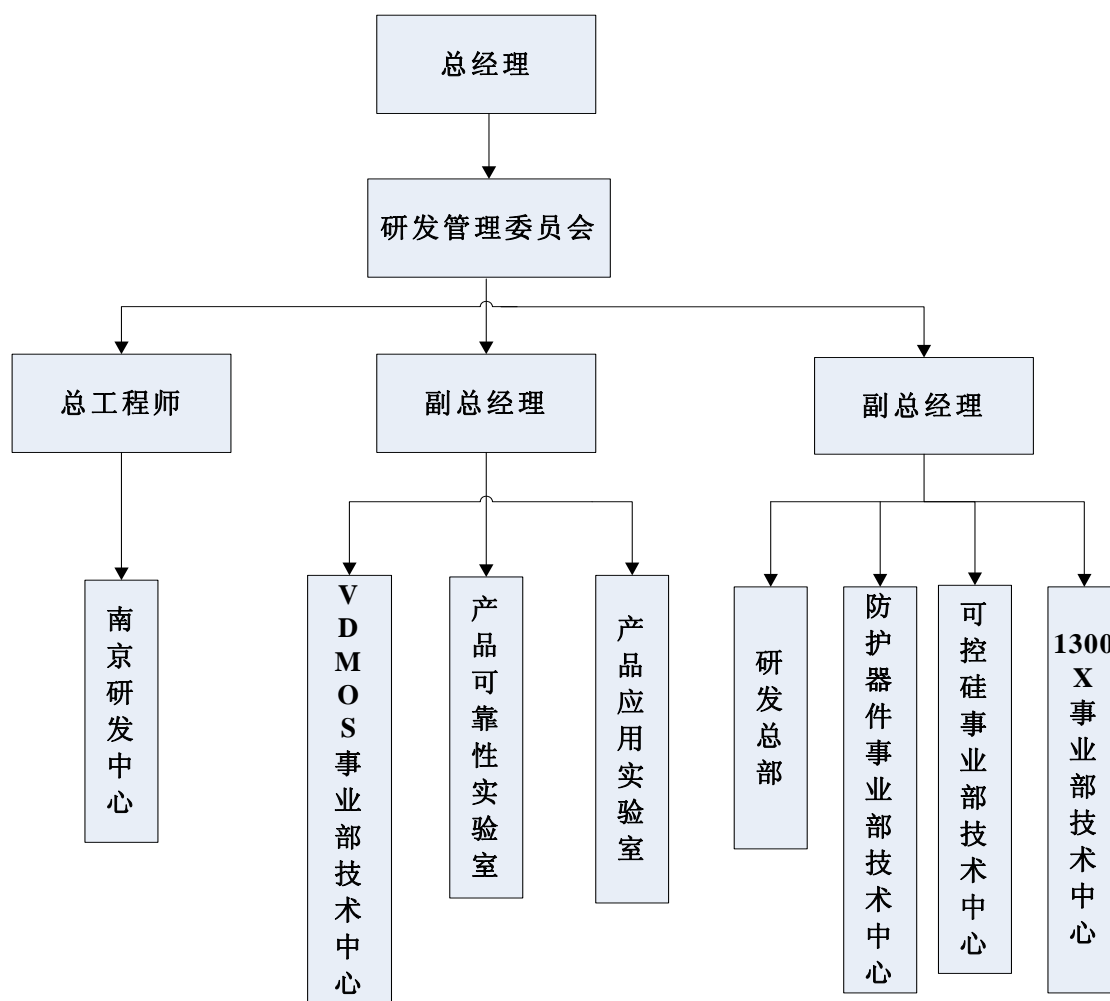 总经理
研发管理委员会
总工程师
副总经理
副总经理
南京研发中心
VDMOS事业部技术中心
产品可靠性实验室
产品应用实验室
研发总部
防护器件事业部技术中心
可控硅事业部技术中心
1300X事业部技术中心